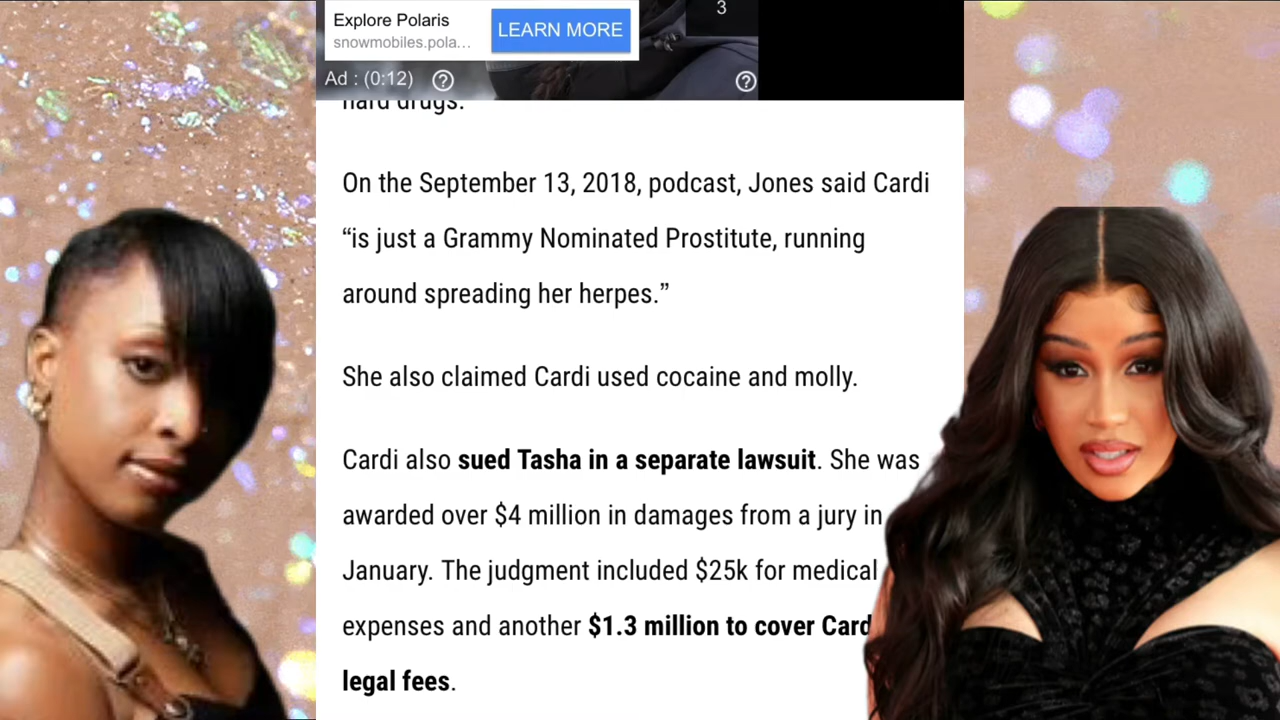 Explore Polaris
snowmobiles.pola...
LEARN MORE
3
Ad : (0:12)
hard drugs.
On the September 13, 2018, podcast, Jones said Cardi
“is just a Grammy Nominated Prostitute, running
around spreading her herpes.”
She also claimed Cardi used cocaine and molly.
Cardi also sued Tasha in a separate lawsuit. She was
awarded over $4 million in damages from a jury in
January. The judgment included $25k for medical
expenses and another $1.3 million to cover Card
legal fees.